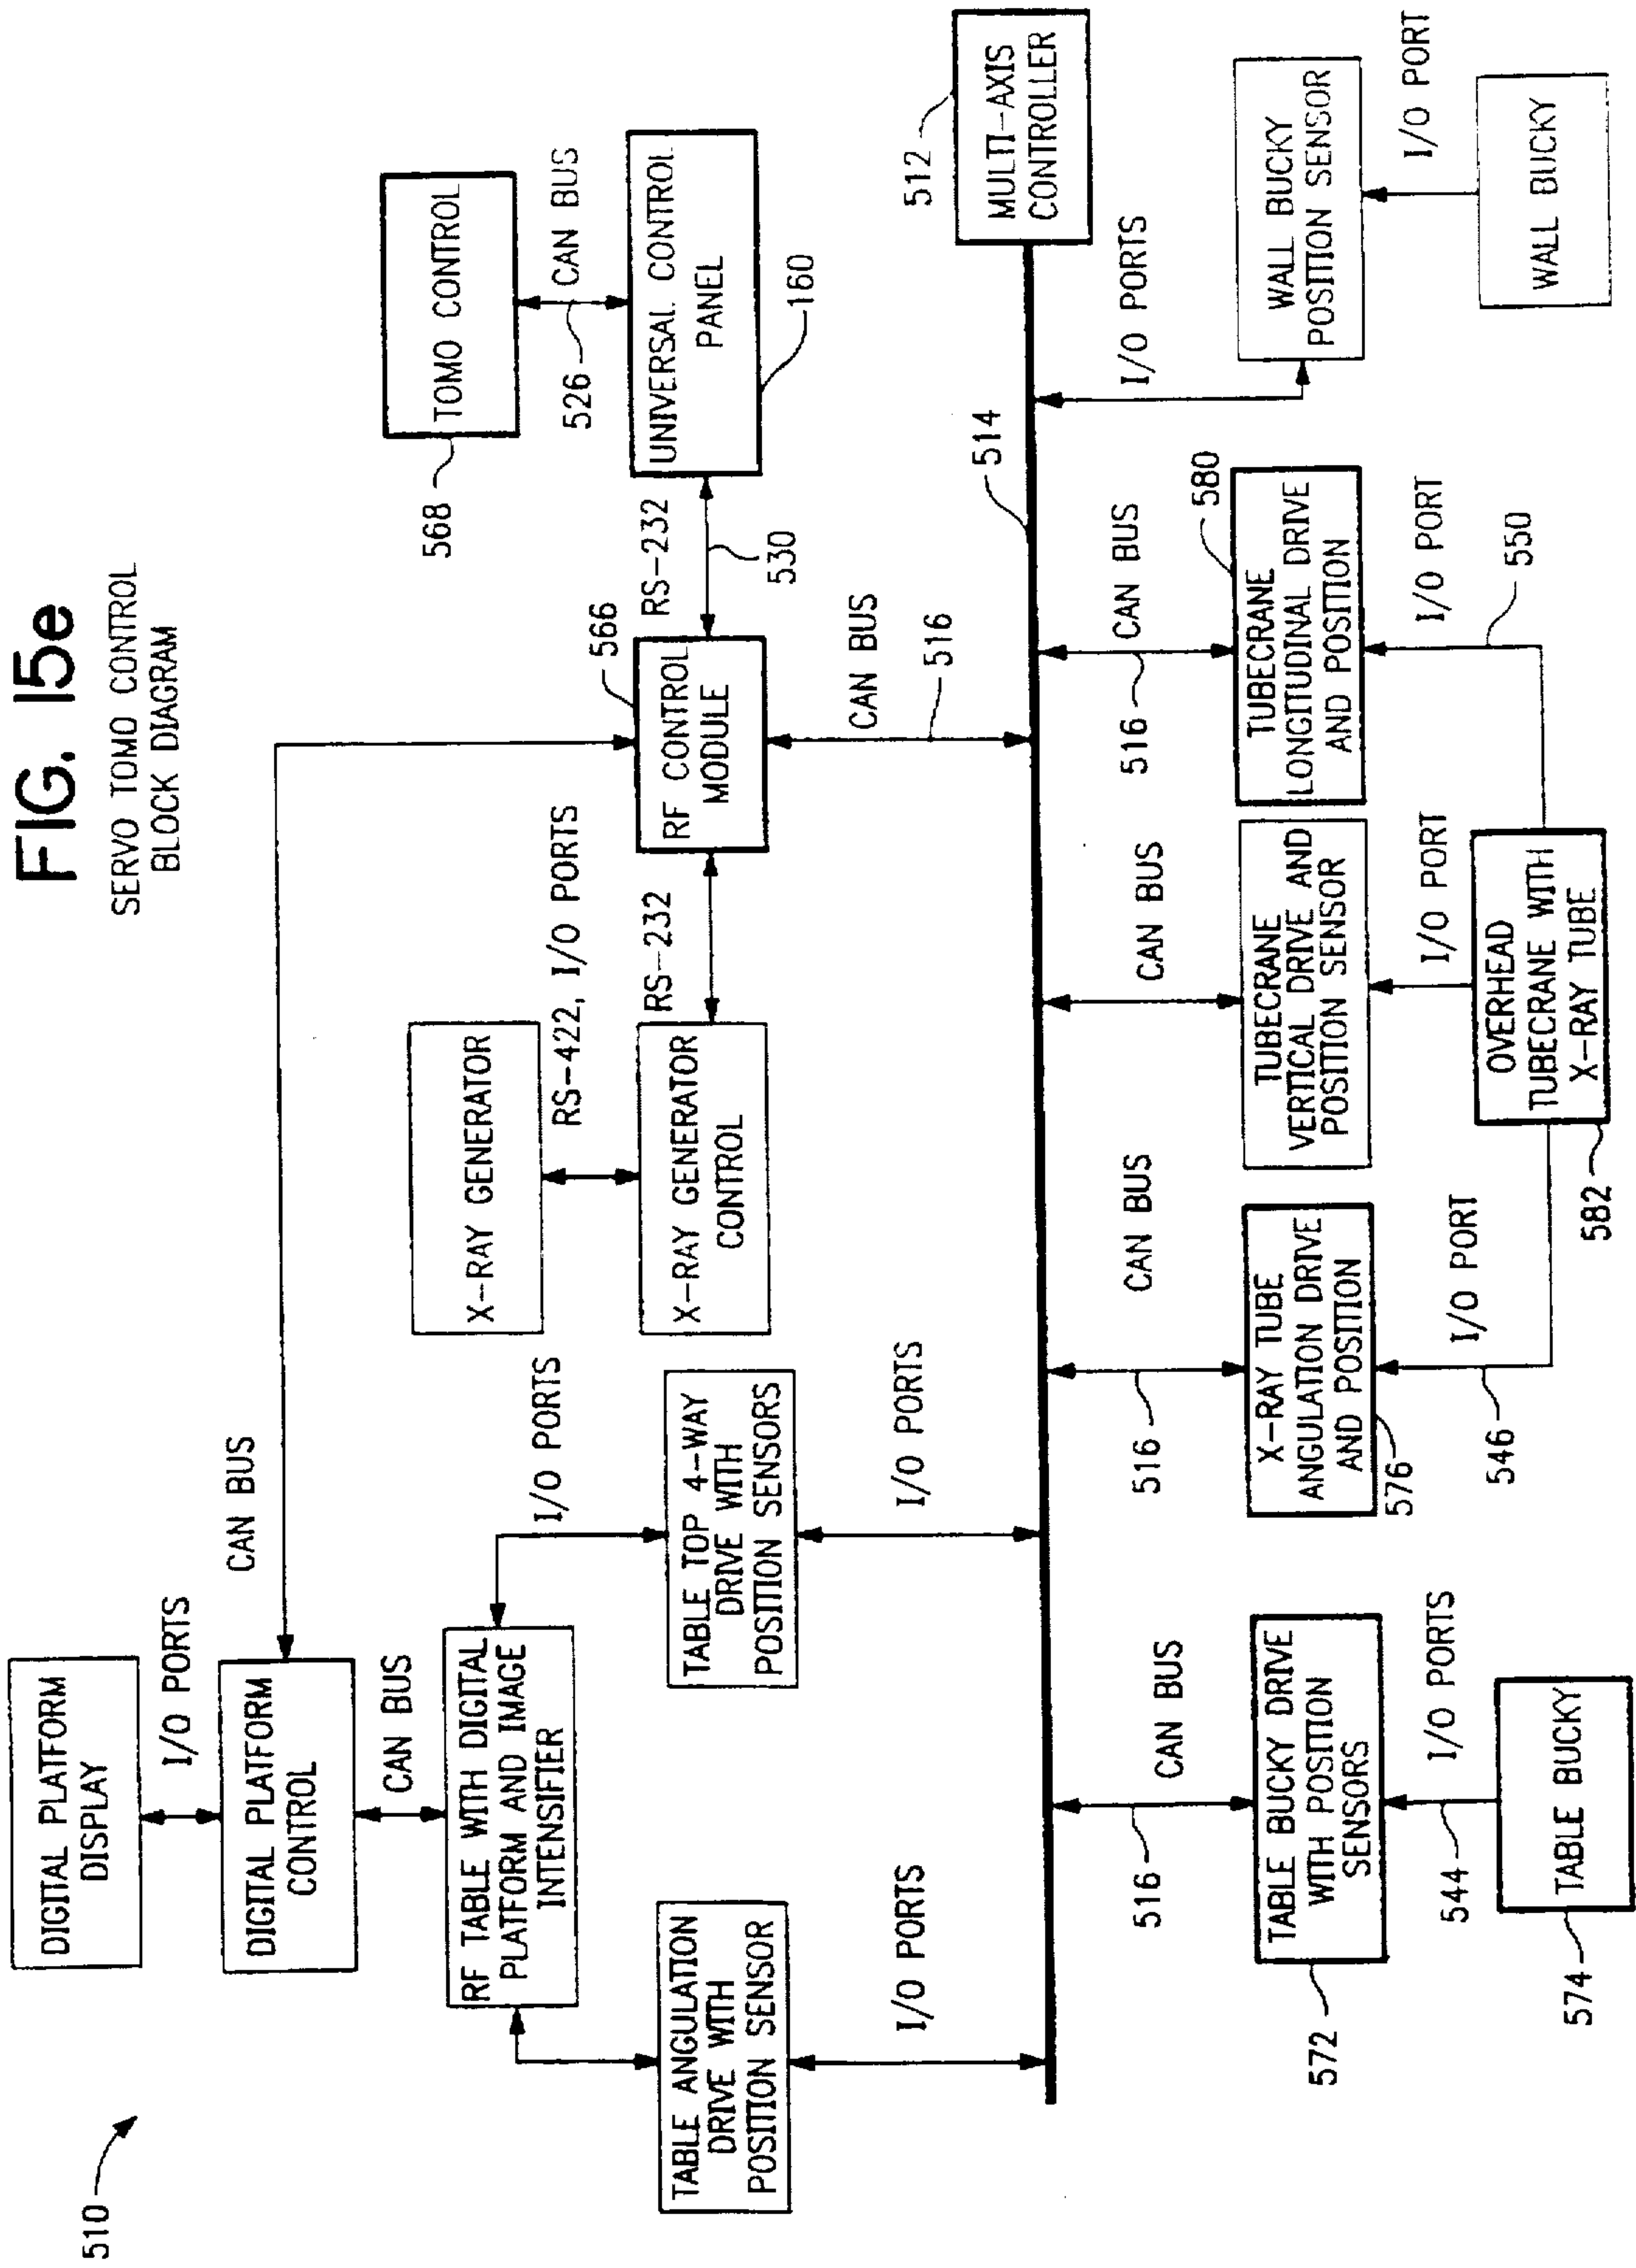 FIG. 15e
SERVO TOMO CONTROL
BLOCK DIAGRAM
510
DIGITAL PLATFORM
DISPLAY
I/O PORTS
DIGITAL PLATFORM
CONTROL
CAN BUS
CAN BUS
RF TABLE WITH DIGITAL
PLATFORM AND IMAGE
INTENSIFIER
I/O PORTS
TABLE ANGULATION
DRIVE WITH
POSITION SENSOR
I/O PORTS
TABLE TOP 4-WAY
DRIVE WITH
POSITION SENSORS
I/O PORTS
X-RAY GENERATOR
RS-422, I/O PORTS
X-RAY GENERATOR
CONTROL
RS-232
RF CONTROL
MODULE
566
CAN BUS
516
RS-232
530
TOMO CONTROL
568
526
CAN BUS
UNIVERSAL CONTROL
PANEL
160
512
MULTI-AXIS
CONTROLLER
514
CAN BUS
516
TABLE BUCKY DRIVE
WITH POSITION
SENSORS
572
I/O PORTS
544
TABLE BUCKY
574
CAN BUS
516
X-RAY TUBE
ANGULATION DRIVE
AND POSITION
576
I/O PORT
546
CAN BUS
TUBECRANE
VERTICAL DRIVE AND
POSITION SENSOR
I/O PORT
OVERHEAD
TUBECRANE WITH
X-RAY TUBE
582
CAN BUS
516
580
TUBECRANE
LONGITUDINAL DRIVE
AND POSITION
I/O PORT
550
I/O PORTS
WALL BUCKY
POSITION SENSOR
I/O PORT
WALL BUCKY